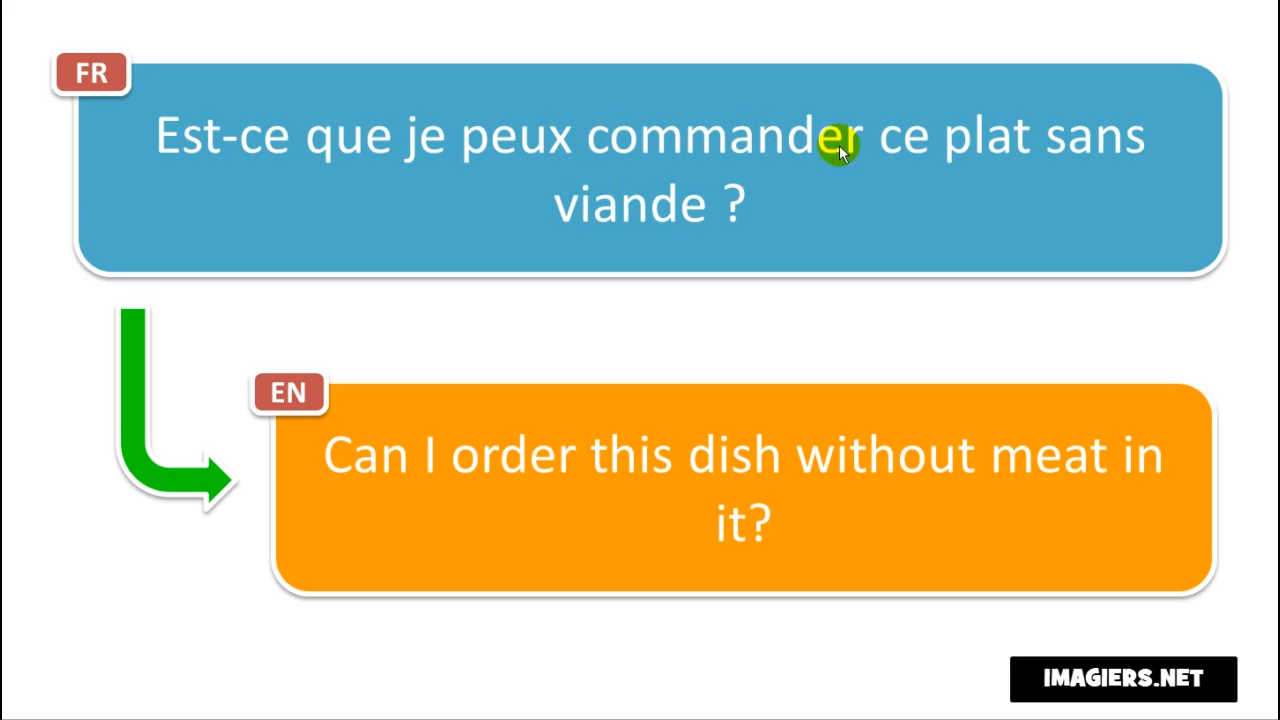 FR
Est-ce que je peux commander ce plat sans
viande ?
EN
Can I order this dish without meat in
it?
IMAGIERS.NET